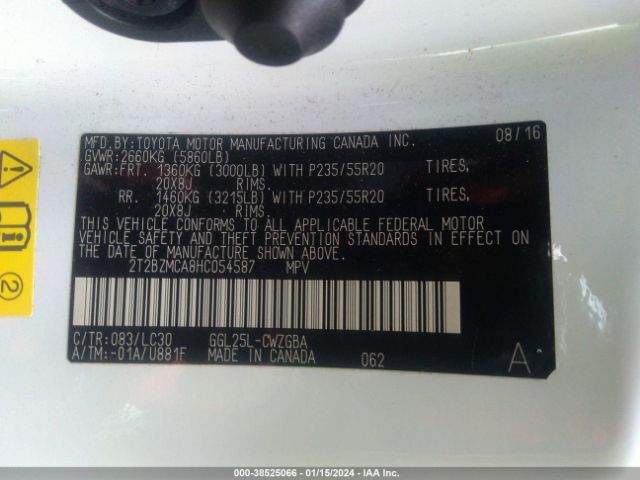 MFD.BY:TOYOTA MOTOR MANUFACTURING CANADA INC. 08/16
GVWR:2660KG (5860LB)
GAWR:FRT. 1360KG (3000LB) WITH P235/55R20 TIRES,
20X8J RIMS.
RR. 1460KG (3215LB) WITH P235/55R20 TIRES,
20X8J RIMS.
THIS VEHICLE CONFORMS TO ALL APPLICABLE FEDERAL MOTOR
VEHICLE SAFETY AND THEFT PREVENTION STANDARDS IN EFFECT ON
THE DATE OF MANUFACTURE SHOWN ABOVE.
2T2BZMCA8HC054587 MPV
C/TR:083/LC30 GGL25L-CWZGBA
A/TM:-01A/U881F MADE IN CANADA 062 A
2
000-38525066 - 01/15/2024 - IAA Inc.